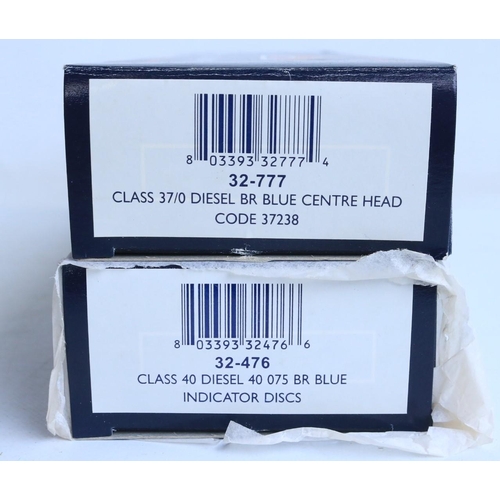 8 03393 32777 4
32-777
CLASS 37/0 DIESEL BR BLUE CENTRE HEAD
CODE 37238
8 03393 32476 6
32-476
CLASS 40 DIESEL 40 075 BR BLUE
INDICATOR DISCS